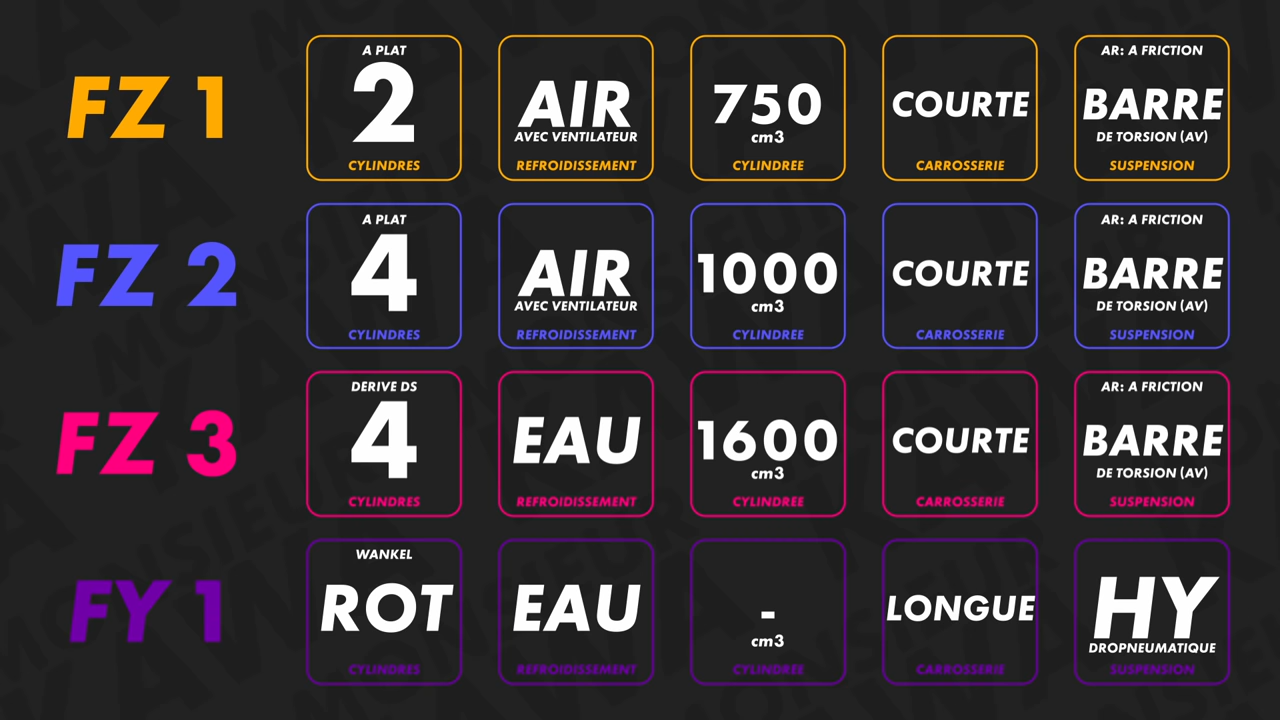 FZ 1
A PLAT
2
CYLINDRES
AIR
AVEC VENTILATEUR
REFROIDISSEMENT
750
cm3
CYLINDREE
COURTE
CARROSSERIE
AR: A FRICTION
BARRE
DE TORSION (AV)
SUSPENSION
FZ 2
A PLAT
4
CYLINDRES
AIR
AVEC VENTILATEUR
REFROIDISSEMENT
1000
cm3
CYLINDREE
COURTE
CARROSSERIE
AR: A FRICTION
BARRE
DE TORSION (AV)
SUSPENSION
FZ 3
DERIVE DS
4
CYLINDRES
EAU
REFROIDISSEMENT
1600
cm3
CYLINDREE
COURTE
CARROSSERIE
AR: A FRICTION
BARRE
DE TORSION (AV)
SUSPENSION
FY 1
WANKEL
ROT
CYLINDRES
EAU
REFROIDISSEMENT
-
cm3
CYLINDREE
LONGUE
CARROSSERIE
HY
DROPNEUMATIQUE
SUSPENSION